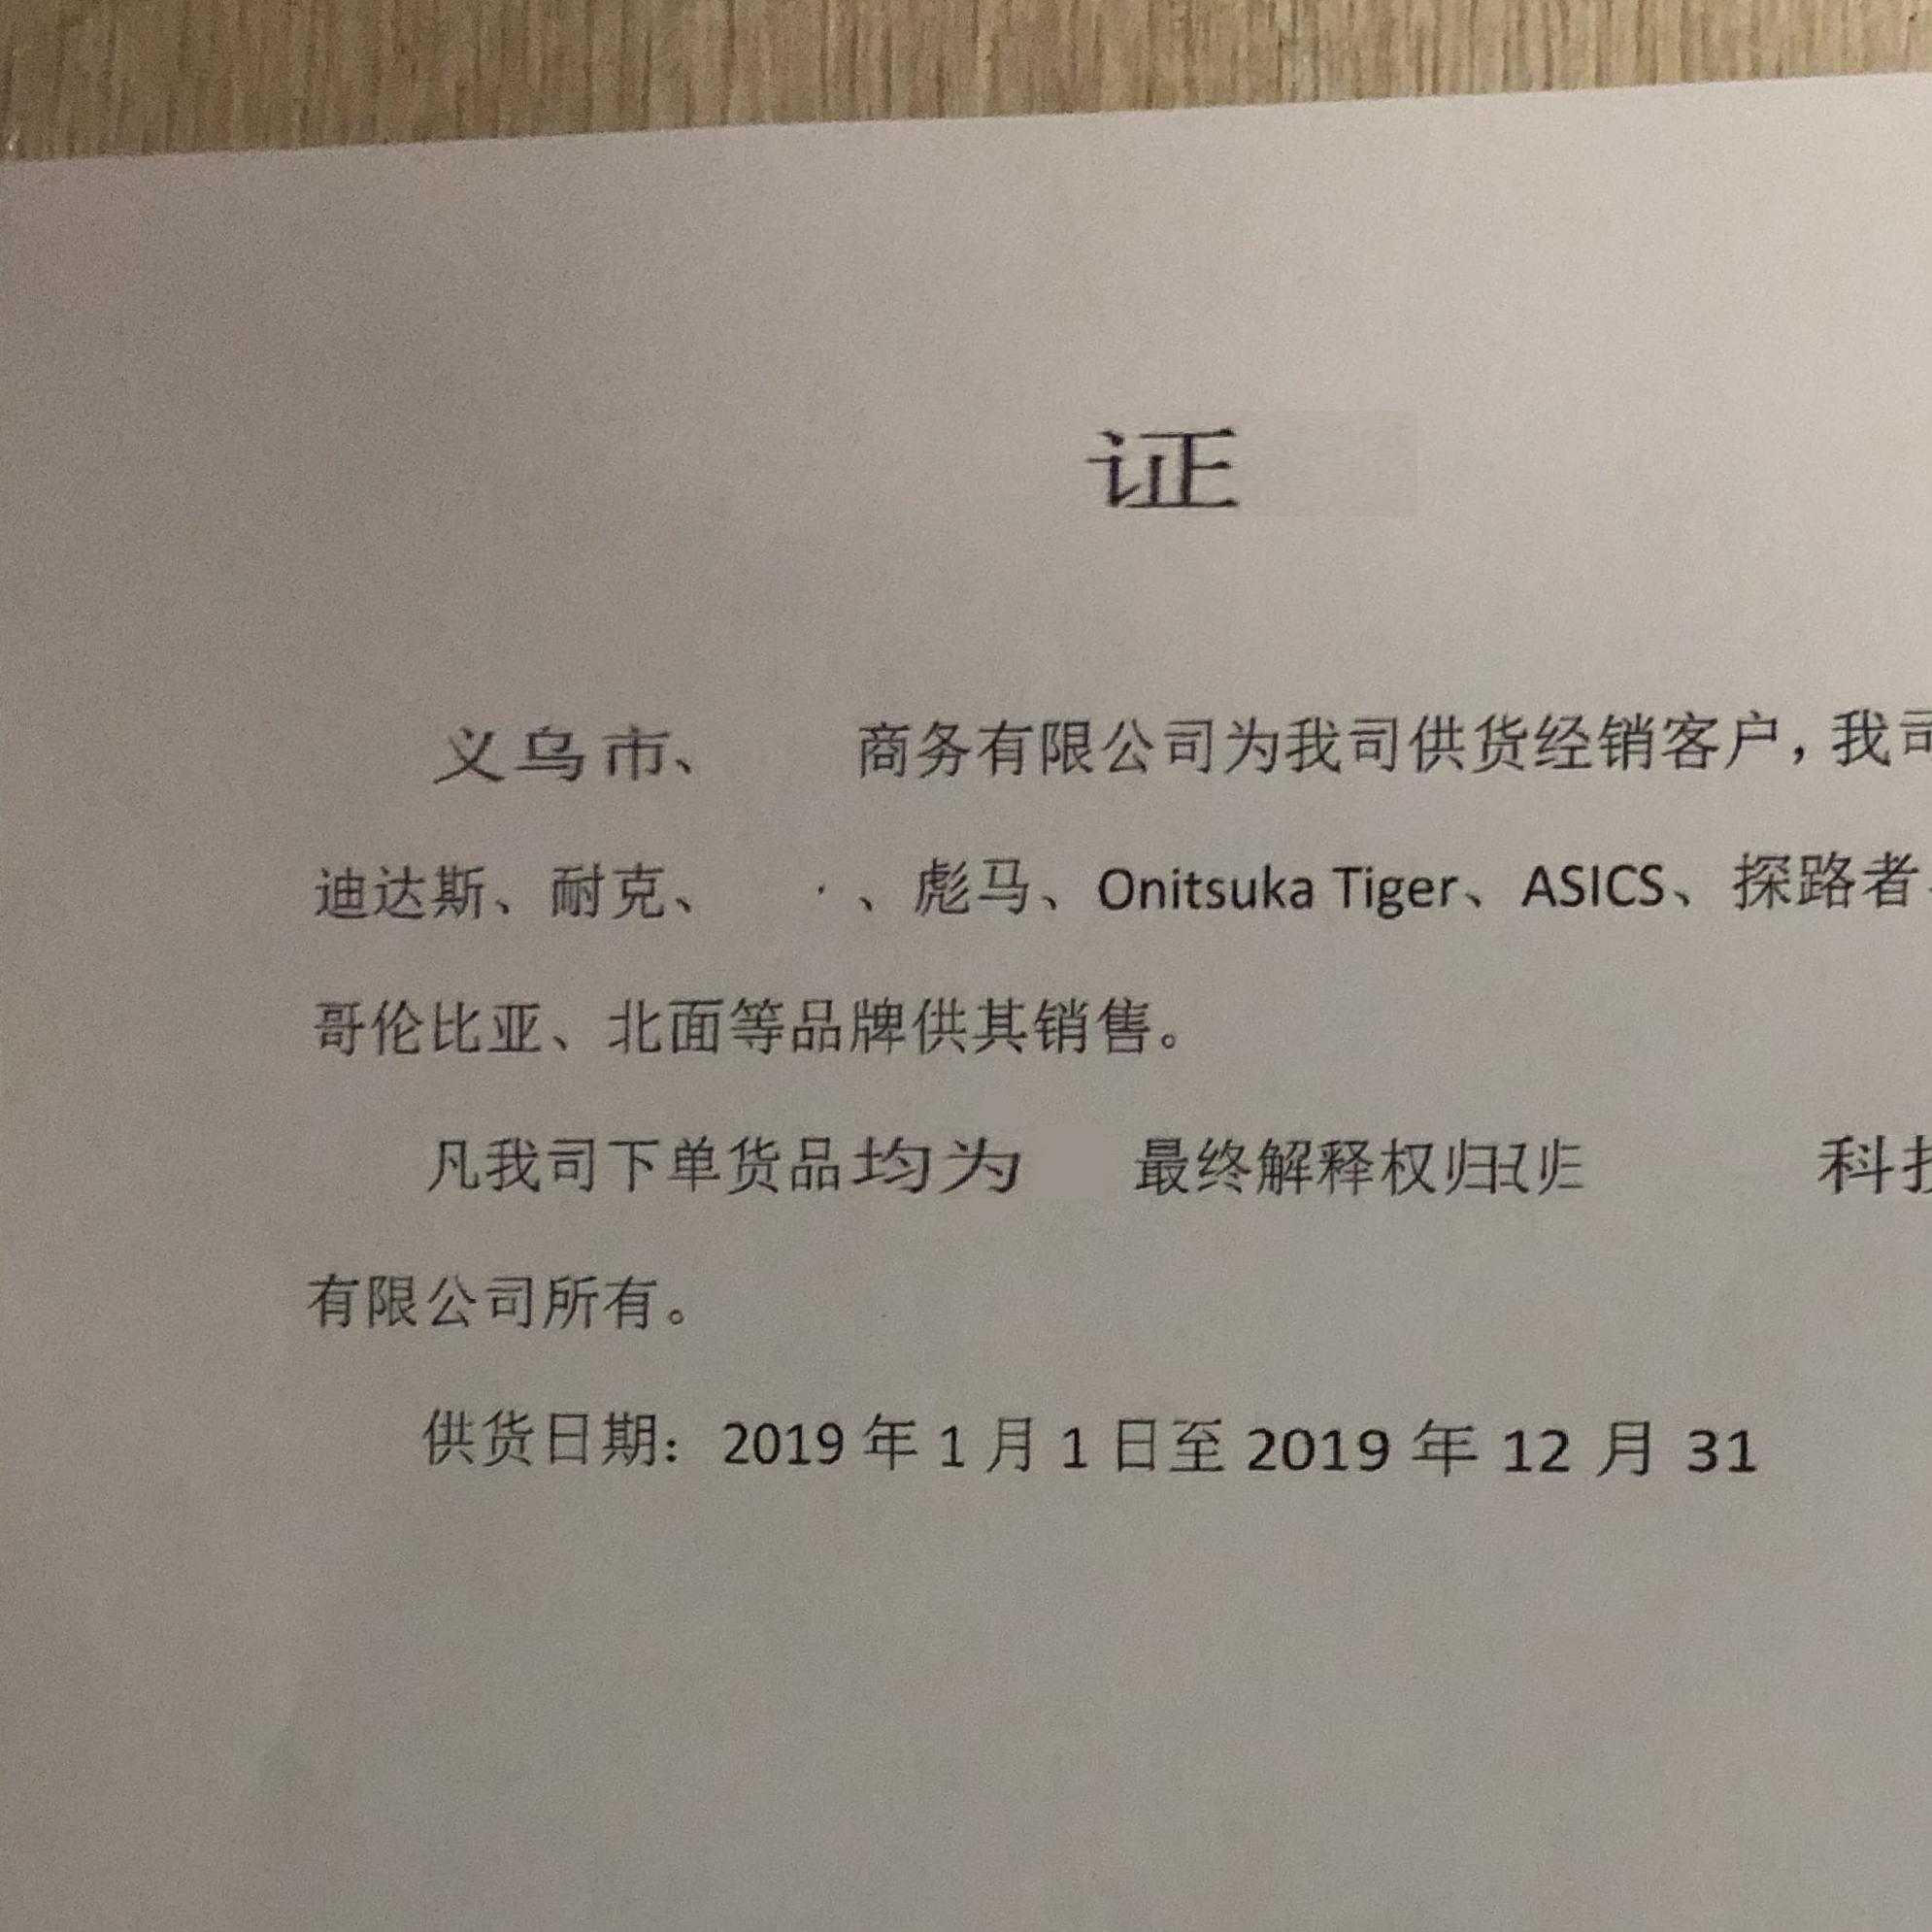 证
义乌市、 商务有限公司为我司供货经销客户，我司
迪达斯、耐克、 、彪马、Onitsuka Tiger、ASICS、探路者、
哥伦比亚、北面等品牌供其销售。
凡我司下单货品均为 最终解释权归 归 科技
有限公司所有。
供货日期：2019 年 1 月 1 日至 2019 年 12 月 31